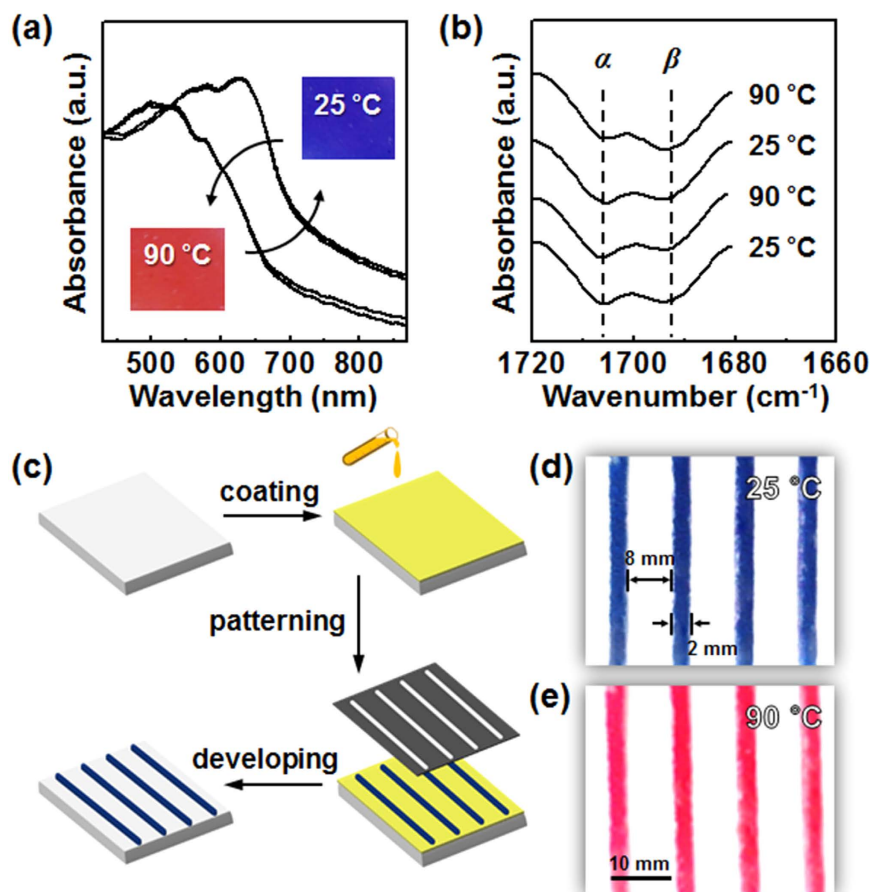 (a)
Absorbance (a.u.)
25 °C
90 °C
500 600 700 800
Wavelength (nm)
(b)
Absorbance (a.u.)
α β
90 °C
25 °C
90 °C
25 °C
1720 1700 1680 1660
Wavenumber (cm⁻¹)
(c)
coating
patterning
developing
(d)
25 °C
8 mm
2 mm
(e)
90 °C
10 mm